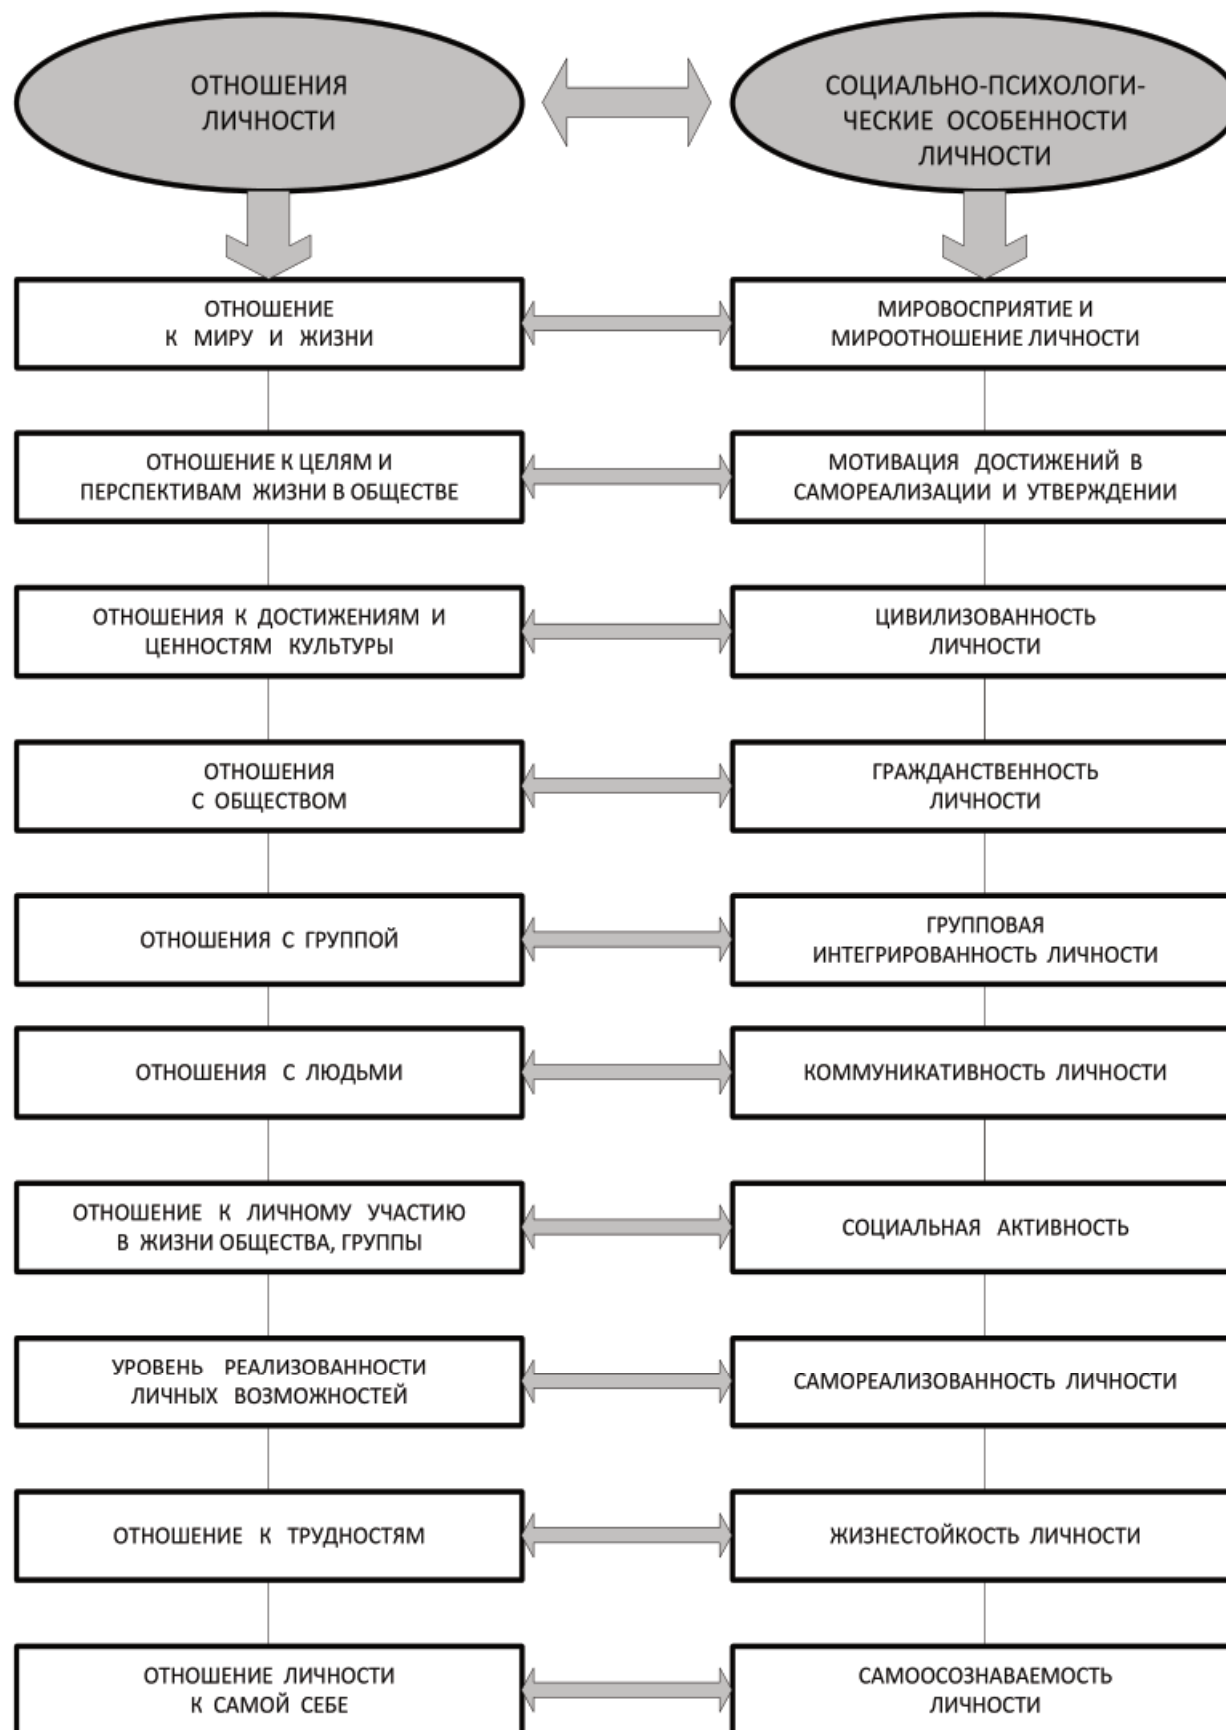 ОТНОШЕНИЯ
ЛИЧНОСТИ
СОЦИАЛЬНО-ПСИХОЛОГИ-
ЧЕСКИЕ ОСОБЕННОСТИ
ЛИЧНОСТИ
ОТНОШЕНИЕ
К МИРУ И ЖИЗНИ
МИРОВОСПРИЯТИЕ И
МИРООТНОШЕНИЕ ЛИЧНОСТИ
ОТНОШЕНИЕ К ЦЕЛЯМ И
ПЕРСПЕКТИВАМ ЖИЗНИ В ОБЩЕСТВЕ
МОТИВАЦИЯ ДОСТИЖЕНИЙ В
САМОРЕАЛИЗАЦИИ И УТВЕРЖДЕНИИ
ОТНОШЕНИЯ К ДОСТИЖЕНИЯМ И
ЦЕННОСТЯМ КУЛЬТУРЫ
ЦИВИЛИЗОВАННОСТЬ
ЛИЧНОСТИ
ОТНОШЕНИЯ
С ОБЩЕСТВОМ
ГРАЖДАНСТВЕННОСТЬ
ЛИЧНОСТИ
ОТНОШЕНИЯ С ГРУППОЙ
ГРУППОВАЯ
ИНТЕГРИРОВАННОСТЬ ЛИЧНОСТИ
ОТНОШЕНИЯ С ЛЮДЬМИ
КОММУНИКАТИВНОСТЬ ЛИЧНОСТИ
ОТНОШЕНИЕ К ЛИЧНОМУ УЧАСТИЮ
В ЖИЗНИ ОБЩЕСТВА, ГРУППЫ
СОЦИАЛЬНАЯ АКТИВНОСТЬ
УРОВЕНЬ РЕАЛИЗОВАННОСТИ
ЛИЧНЫХ ВОЗМОЖНОСТЕЙ
САМОРЕАЛИЗОВАННОСТЬ ЛИЧНОСТИ
ОТНОШЕНИЕ К ТРУДНОСТЯМ
ЖИЗНЕСТОЙКОСТЬ ЛИЧНОСТИ
ОТНОШЕНИЕ ЛИЧНОСТИ
К САМОЙ СЕБЕ
САМООСОЗНАВАЕМОСТЬ
ЛИЧНОСТИ